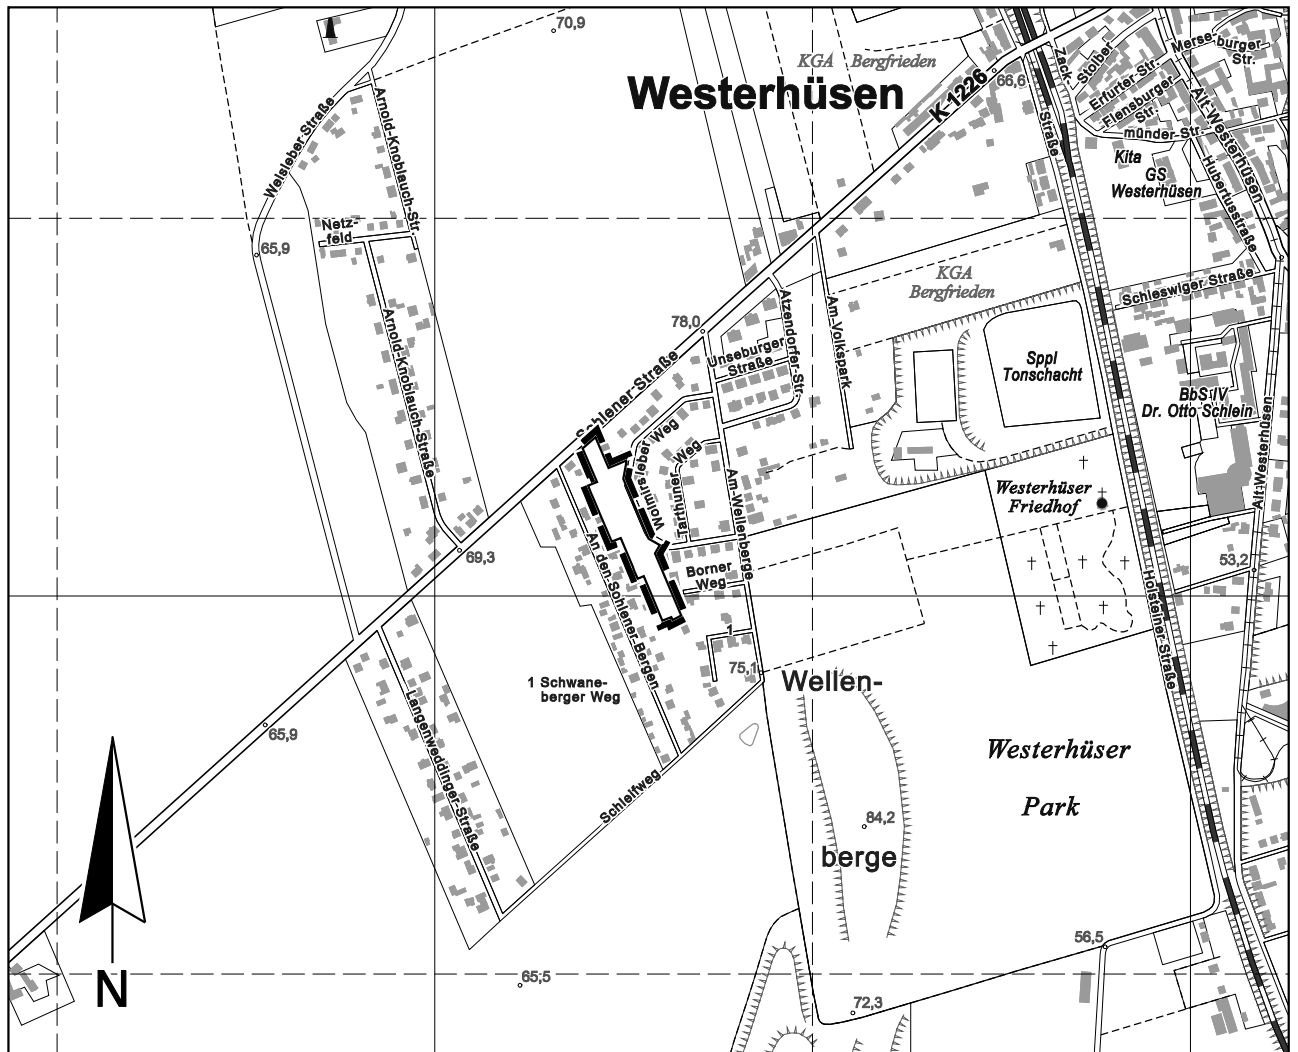 70,9
KGA Bergfrieden
Westerhüsen
K-1226
66,6
Zack-
Straße
Stolber
Merse
burger
Str.
Erfurter Str.
Flensburger
Str.
münder-Str.
Alt-Westerhüsen
Kita
GS
Westerhüsen
Hubertusstraße
Welsleber-Straße
Arnold-Knoblauch-Str.
Netz-
feld
65,9
Arnold-Knoblauch-Straße
KGA
Bergfrieden
Schleswiger Straße
78,0
Atzendorfer-Str.
Am-Volkspark
Unseburger
Straße
Sohlener-Straße
Sppl
Tonschacht
BbS IV
Dr. Otto Schlein
Alt-Westerhüsen
Wolmirsleber Weg
Tarthuner Weg
Am-Wellenberge
Westerhüser
Friedhof
69,3
An den-Sohlener-Bergen
Borner
Weg
53,2
Holsteiner-Straße
1
75,1
1 Schwane-
berger Weg
Wellen-
berge
Langenweddinger-Straße
65,9
Westerhüser
Park
Schleifweg
84,2
56,5
65,5
72,3
N